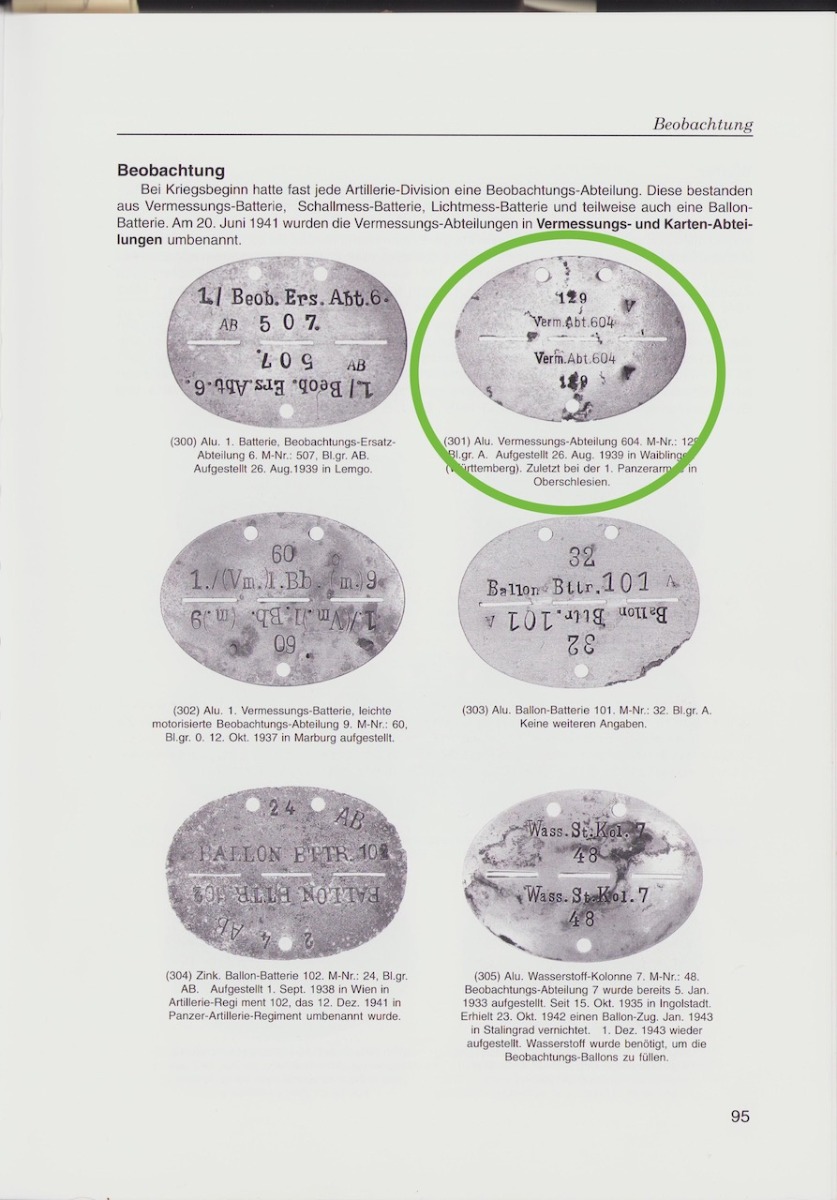 Beobachtung
Beobachtung
Bei Kriegsbeginn hatte fast jede Artillerie-Division eine Beobachtungs-Abteilung. Diese bestanden
aus Vermessungs-Batterie, Schallmess-Batterie, Lichtmess-Batterie und teilweise auch eine Ballon-
Batterie. Am 20. Juni 1941 wurden die Vermessungs-Abteilungen in Vermessungs- und Karten-Abtei-
lungen umbenannt.
1./ Beob. Ers. Abt.6.
AB 507.
507. AB
1./ Beob. Ers. Abt.6.
(300) Alu. 1. Batterie, Beobachtungs-Ersatz-
Abteilung 6. M-Nr.: 507, Bl.gr. AB.
Aufgestellt 26. Aug.1939 in Lemgo.
129
Verm.Abt.604
Verm.Abt.604
129
(301) Alu. Vermessungs-Abteilung 604. M-Nr.:
Bl.gr. A. Aufgestellt 26. Aug. 1939 in
(Württemberg). Zuletzt bei der 1. in
Oberschlesien.
60
1./(Vm.)l.Bb. (m.)9
1./(Vm.)l.Bb. (m.)9
60
(302) Alu. 1. Vermessungs-Batterie, leichte
motorisierte Beobachtungs-Abteilung 9. M-Nr.: 60,
Bl.gr. 0. 12. Okt. 1937 in Marburg aufgestellt.
32
Ballon Bttr.101 A
Ballon Bttr.101 A
32
(303) Alu. Ballon-Batterie 101. M-Nr.: 32. Bl.gr. A.
Keine weiteren Angaben.
24 AB
BALLON BTTR.102
BALLON BTTR 102
24 AB
(304) Zink. Ballon-Batterie 102. M-Nr.: 24, Bl.gr.
AB. Aufgestellt 1. Sept. 1938 in Wien in
Artillerie-Regi ment 102, das 12. Dez. 1941 in
Panzer-Artillerie-Regiment umbenannt wurde.
Wass.St.Kol.7
48
Wass.St.Kol.7
48
(305) Alu. Wasserstoff-Kolonne 7. M-Nr.: 48.
Beobachtungs-Abteilung 7 wurde bereits 5. Jan.
1933 aufgestellt. Seit 15. Okt. 1935 in Ingolstadt.
Erhielt 23. Okt. 1942 einen Ballon-Zug. Jan. 1943
in Stalingrad vernichtet. 1. Dez. 1943 wieder
aufgestellt. Wasserstoff wurde benötigt, um die
Beobachtungs-Ballons zu füllen.
95